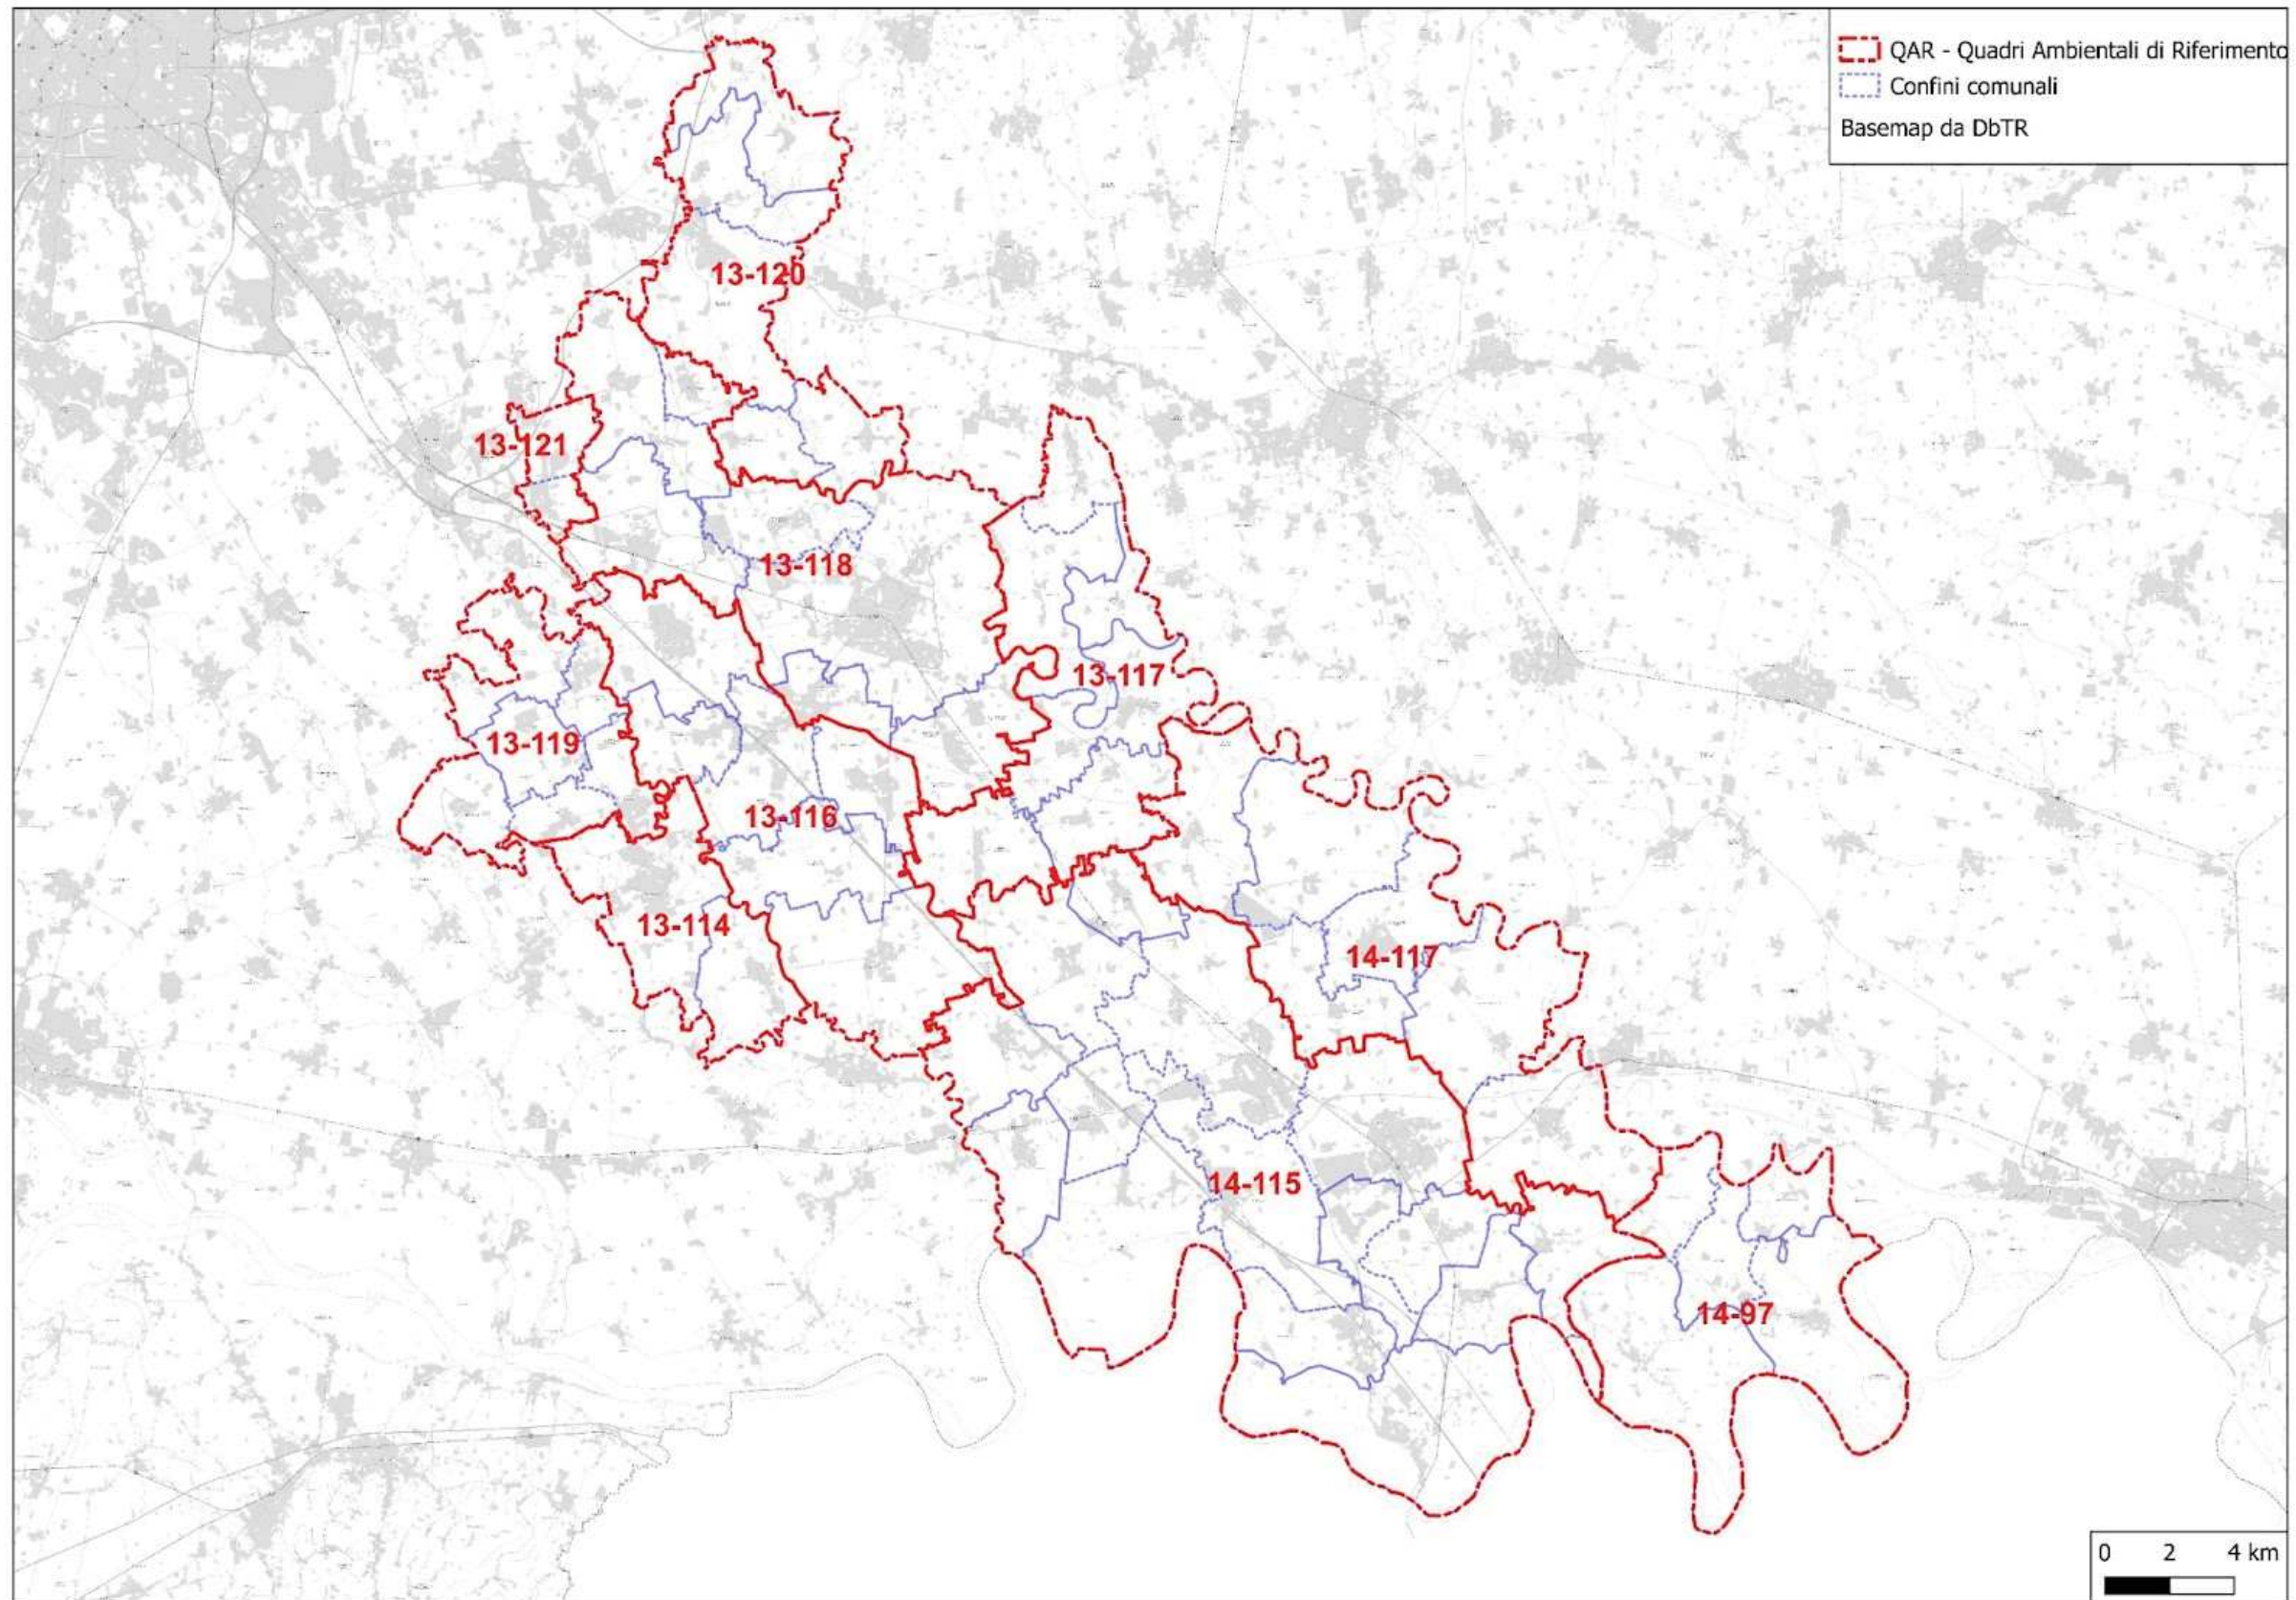 QAR - Quadri Ambientali di Riferimento
Confini comunali
Basemap da DbTR
13-120
13-121
13-118
13-117
13-119
13-116
13-114
14-117
14-115
14-97
0 2 4 km